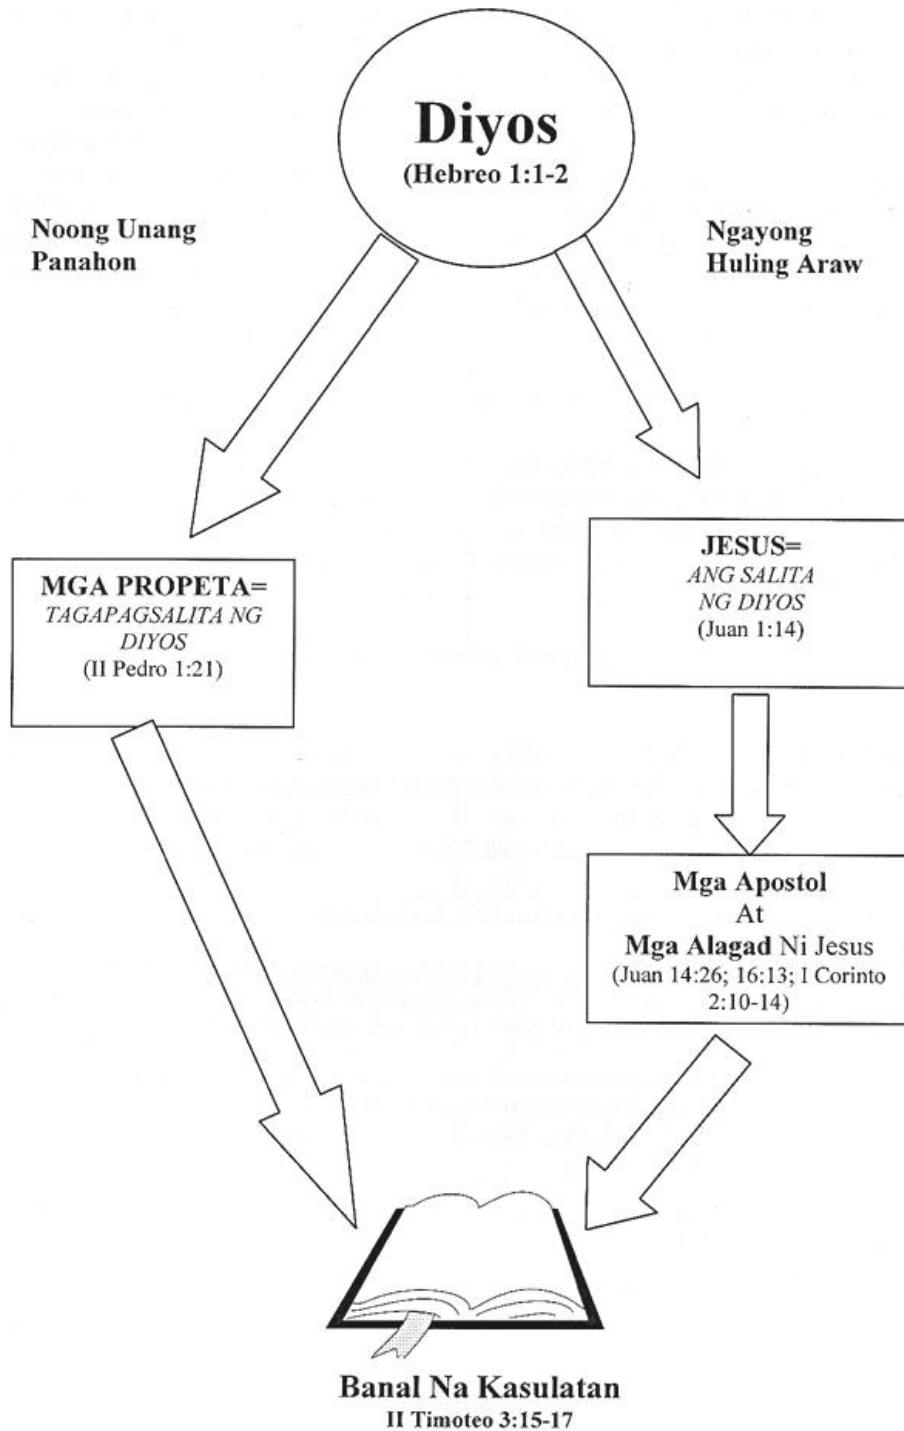 Diyos
(Hebreo 1:1-2
Noong Unang
Panahon
Ngayong
Huling Araw
MGA PROPETA=
TAGAPAGSALITA NG
DIYOS
(II Pedro 1:21)
JESUS=
ANG SALITA
NG DIYOS
(Juan 1:14)
Mga Apostol
At
Mga Alagad Ni Jesus
(Juan 14:26; 16:13; I Corinto
2:10-14)
Banal Na Kasulatan
II Timoteo 3:15-17